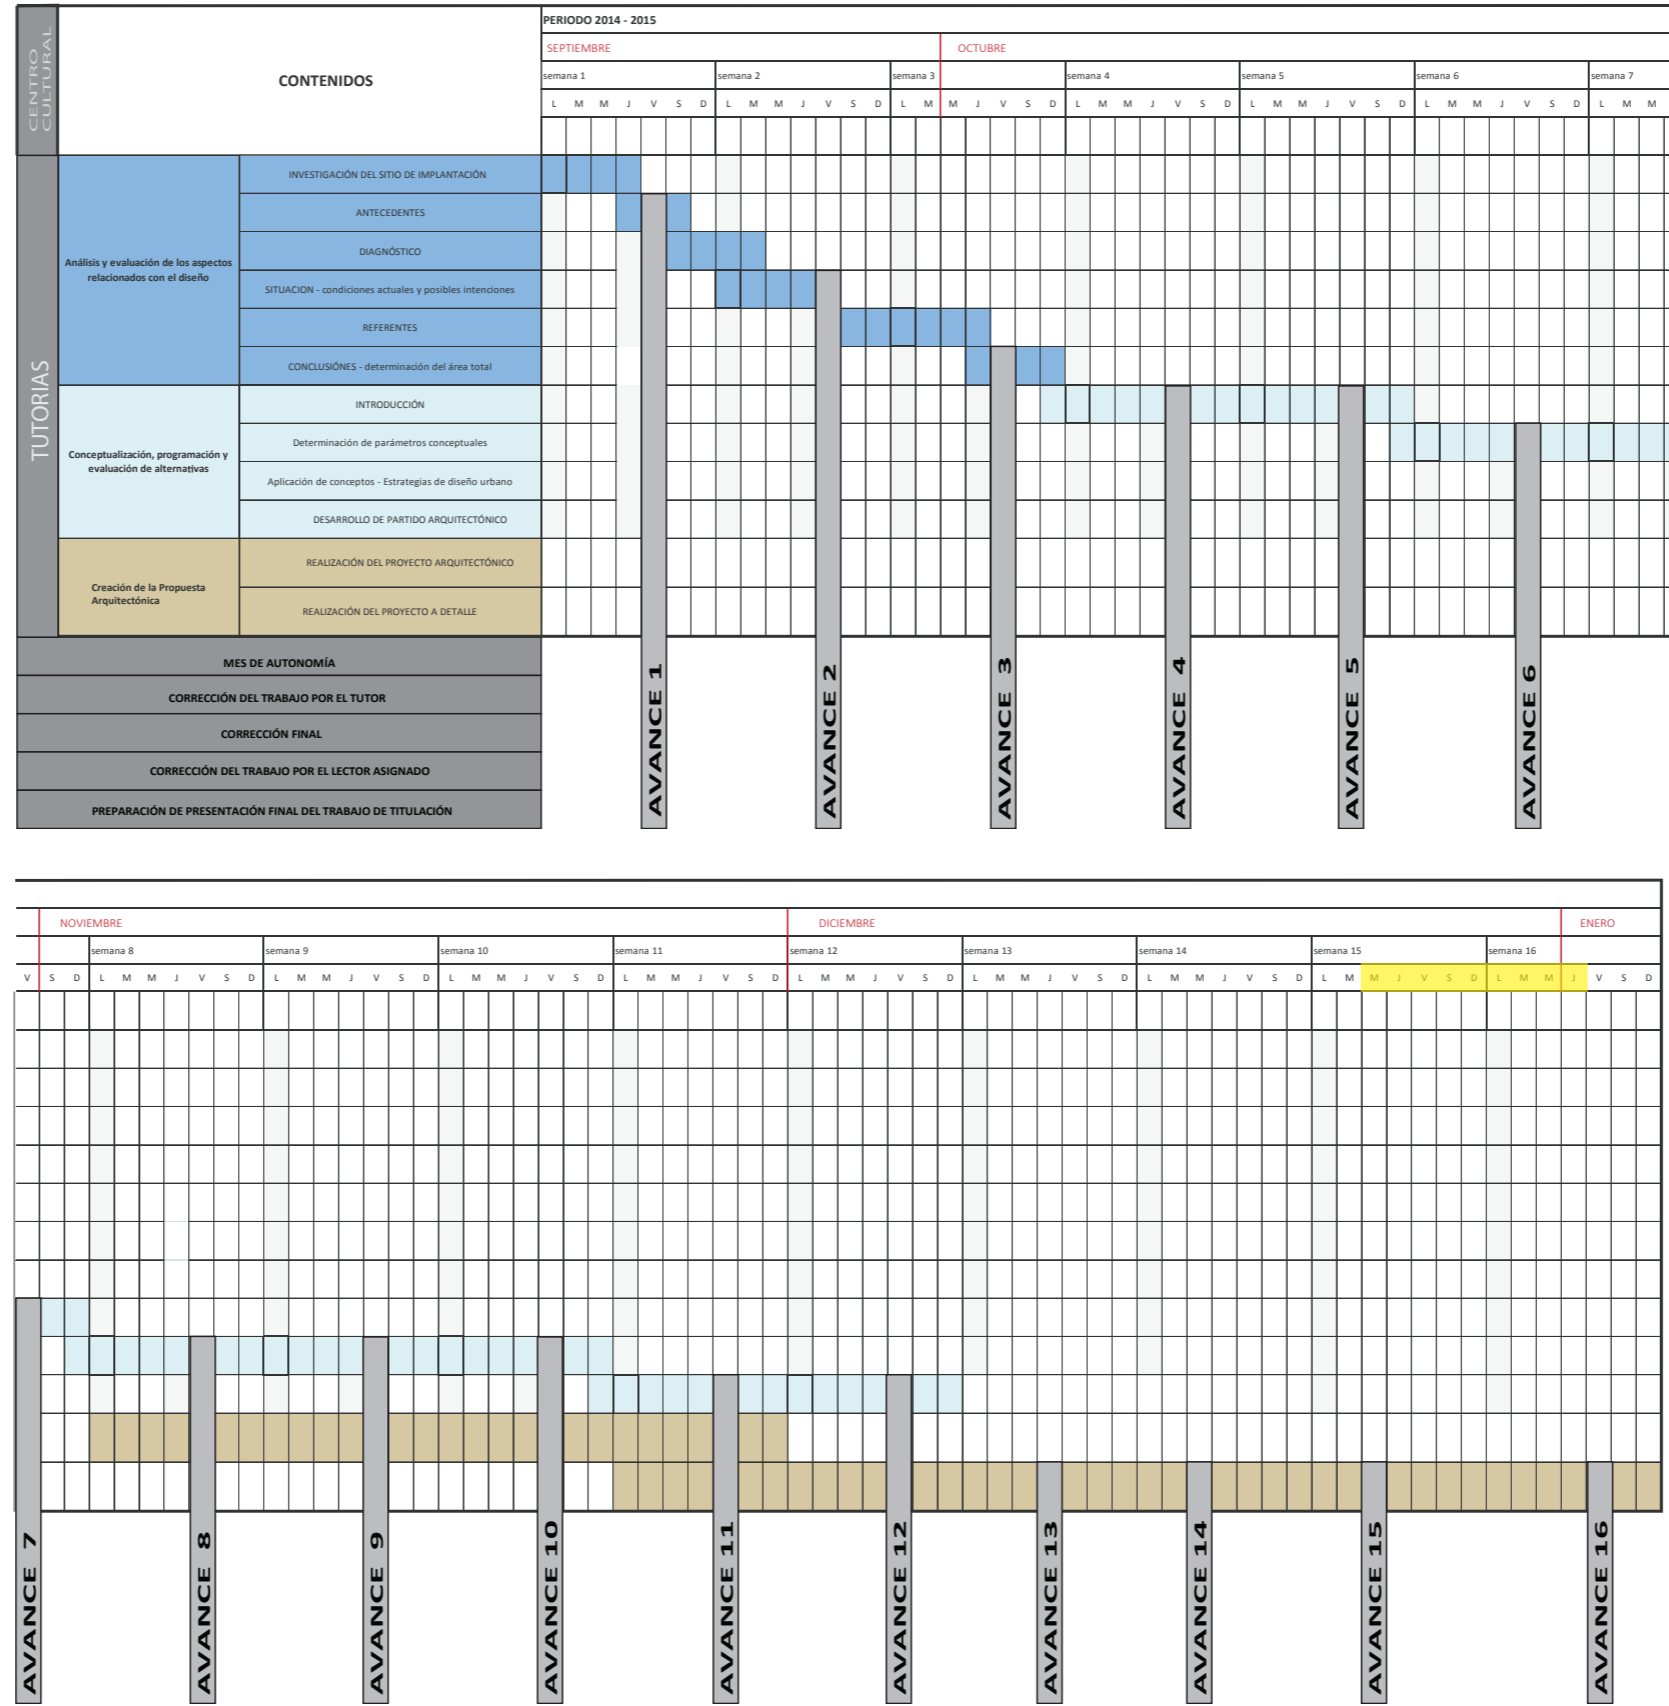 CENTRO
CULTURAL
CONTENIDOS
PERIODO 2014 - 2015
SEPTIEMBRE OCTUBRE
semana 1 semana 2 semana 3 semana 4 semana 5 semana 6 semana 7
L M M J V S D L M M J V S D L M M J V S D L M M J V S D L M M J V S D L M M J V S D L M M
TUTORIAS
Análisis y evaluación de los aspectos
relacionados con el diseño
INVESTIGACIÓN DEL SITIO DE IMPLANTACIÓN
ANTECEDENTES
DIAGNÓSTICO
SITUACION - condiciones actuales y posibles intenciones
REFERENTES
CONCLUSIÓNES - determinación del área total
Conceptualización, programación y
evaluación de alternativas
INTRODUCCIÓN
Determinación de parámetros conceptuales
Aplicación de conceptos - Estrategias de diseño urbano
DESARROLLO DE PARTIDO ARQUITECTÓNICO
Creación de la Propuesta
Arquitectónica
REALIZACIÓN DEL PROYECTO ARQUITECTÓNICO
REALIZACIÓN DEL PROYECTO A DETALLE
MES DE AUTONOMÍA
CORRECCIÓN DEL TRABAJO POR EL TUTOR
CORRECCIÓN FINAL
CORRECCIÓN DEL TRABAJO POR EL LECTOR ASIGNADO
PREPARACIÓN DE PRESENTACIÓN FINAL DEL TRABAJO DE TITULACIÓN
AVANCE 1
AVANCE 2
AVANCE 3
AVANCE 4
AVANCE 5
AVANCE 6
NOVIEMBRE DICIEMBRE ENERO
semana 8 semana 9 semana 10 semana 11 semana 12 semana 13 semana 14 semana 15 semana 16
V S D L M M J V S D L M M J V S D L M M J V S D L M M J V S D L M M J V S D L M M J V S D L M M J V S D L M M J V S D L M M J V S D
AVANCE 7
AVANCE 8
AVANCE 9
AVANCE 10
AVANCE 11
AVANCE 12
AVANCE 13
AVANCE 14
AVANCE 15
AVANCE 16